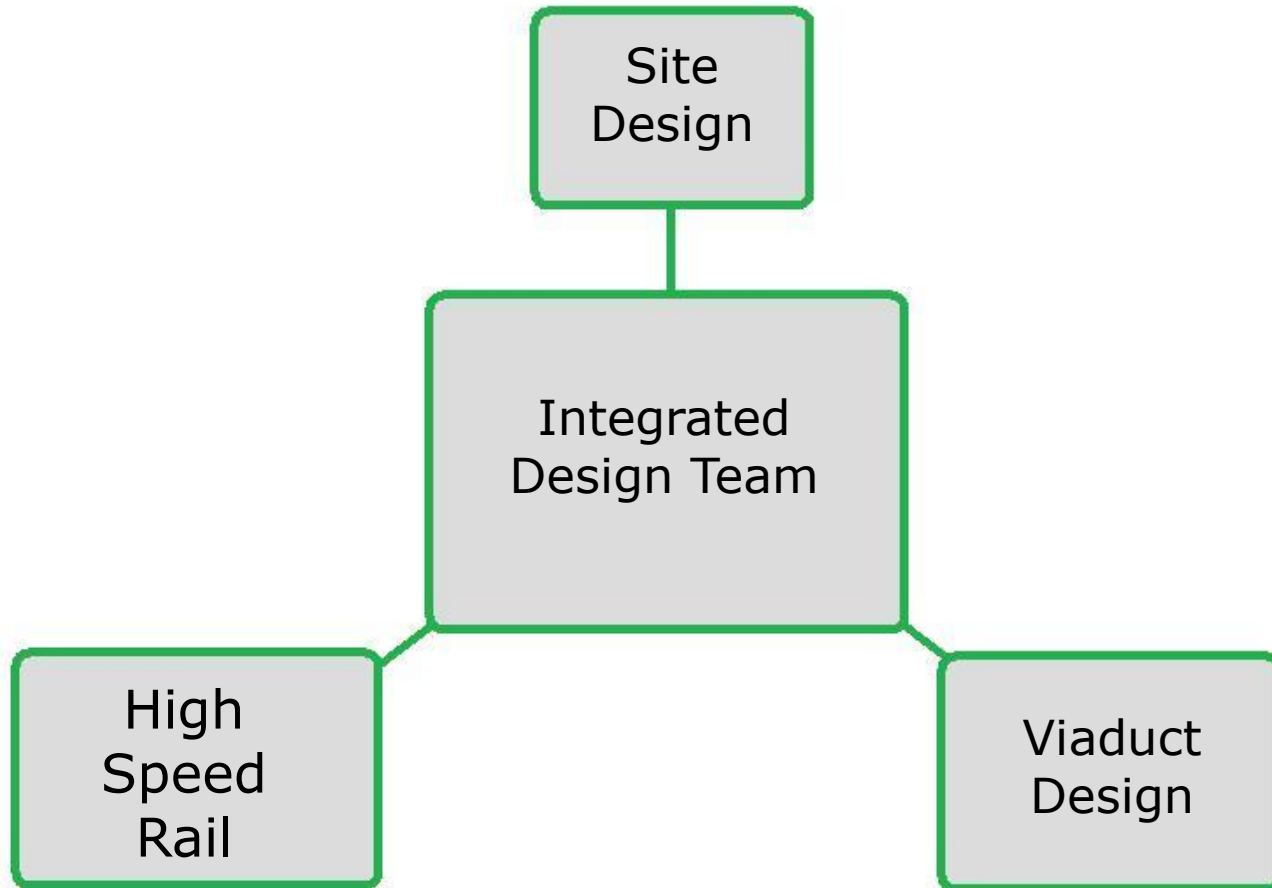 Site
Design
Integrated
Design Team
High
Speed
Rail
Viaduct
Design